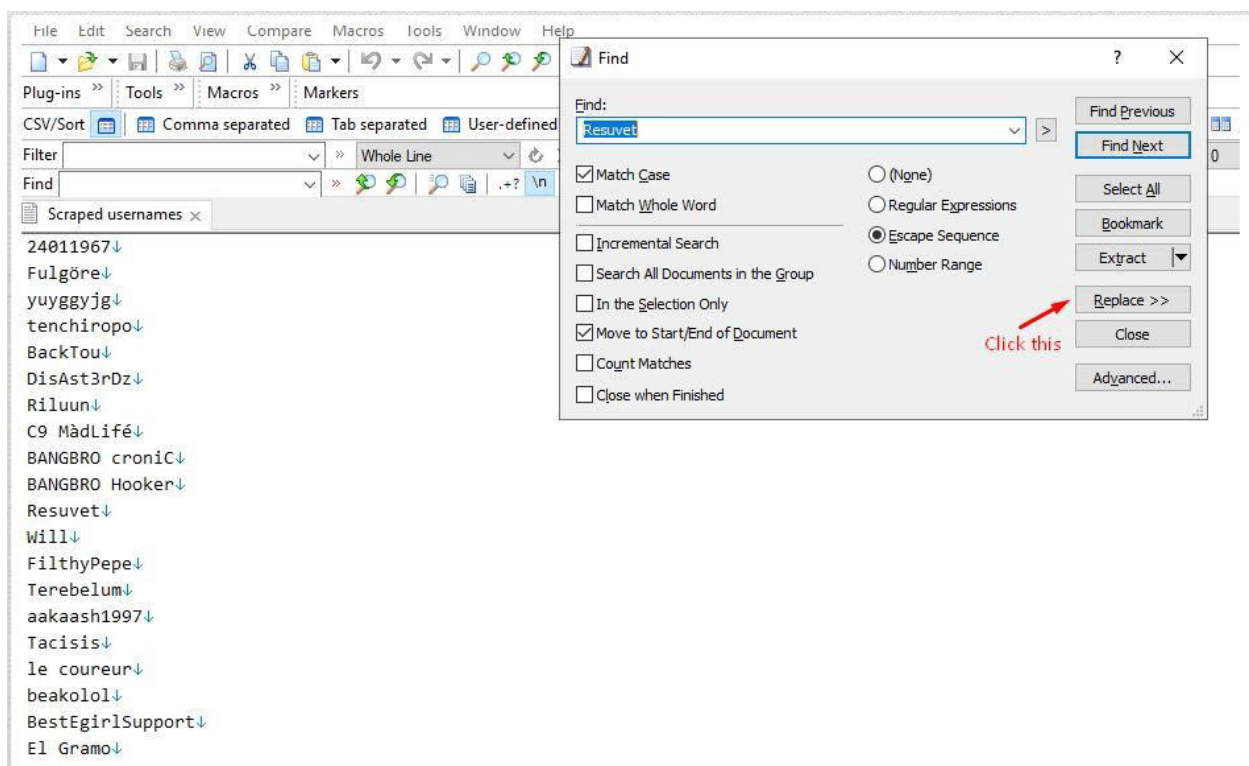 File Edit Search View Compare Macros Tools Window Help
Plug-ins » Tools » Macros » Markers
CSV/Sort Comma separated Tab separated User-defined
Filter » Whole Line 0
Find » .+? \n
Scraped usernames ×
24011967↓
Fulgöre↓
yuyggyjg↓
tenchiropo↓
BackTou↓
DisAst3rDz↓
Riluun↓
C9 MàdLifé↓
BANGBRO croniC↓
BANGBRO Hooker↓
Resuvet↓
Will↓
FilthyPepe↓
Terebelum↓
aakaash1997↓
Tacisis↓
le coureur↓
beakolol↓
BestEgirlSupport↓
El Gramo↓
Find ? ×
Find:
Resuvet >
Match Case
Match Whole Word
Incremental Search
Search All Documents in the Group
In the Selection Only
Move to Start/End of Document
Count Matches
Close when Finished
(None)
Regular Expressions
Escape Sequence
Number Range
Find Previous
Find Next
Select All
Bookmark
Extract
Replace >>
Close
Advanced...
Click this